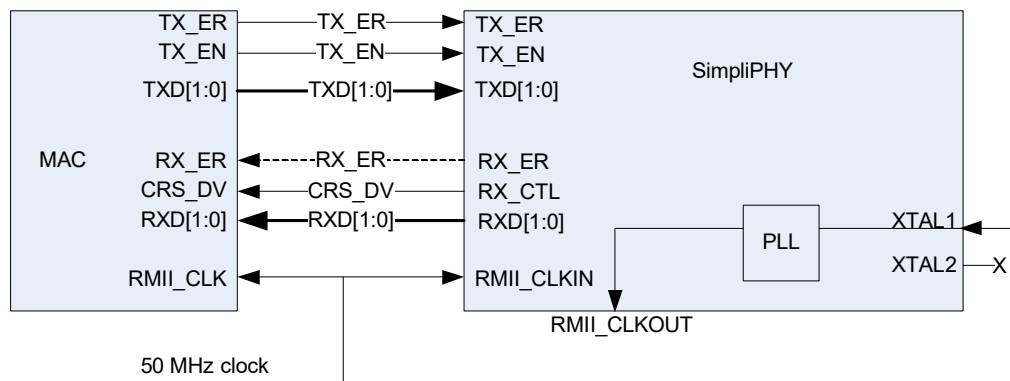 TX_ER TX_ER TX_ER
TX_EN TX_EN TX_EN
SimpliPHY
TXD[1:0] TXD[1:0] TXD[1:0]
MAC RX_ER RX_ER RX_ER
CRS_DV CRS_DV RX_CTL
RXD[1:0] RXD[1:0] RXD[1:0]
XTAL1
PLL
XTAL2 X
RMII_CLK RMII_CLKIN
RMII_CLKOUT
50 MHz clock